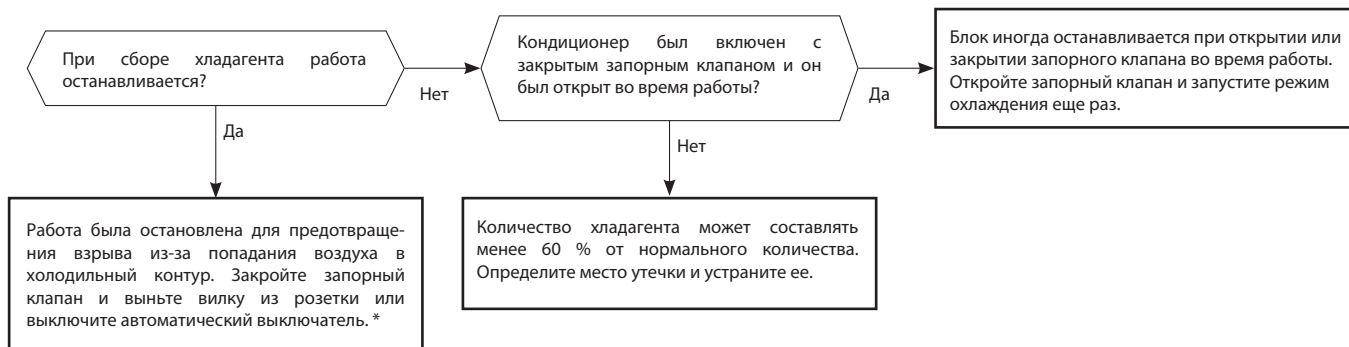 При сборе хладагента работа
останавливается?
Нет
Да
Кондиционер был включен с
закрытым запорным клапаном и он
был открыт во время работы?
Да
Нет
Блок иногда останавливается при открытии или
закрытии запорного клапана во время работы.
Откройте запорный клапан и запустите режим
охлаждения еще раз.
Работа была остановлена для предотвраще-
ния взрыва из-за попадания воздуха в
холодильный контур. Закройте запорный
клапан и выньте вилку из розетки или
выключите автоматический выключатель. *
Количество хладагента может составлять
менее 60 % от нормального количества.
Определите место утечки и устраните ее.